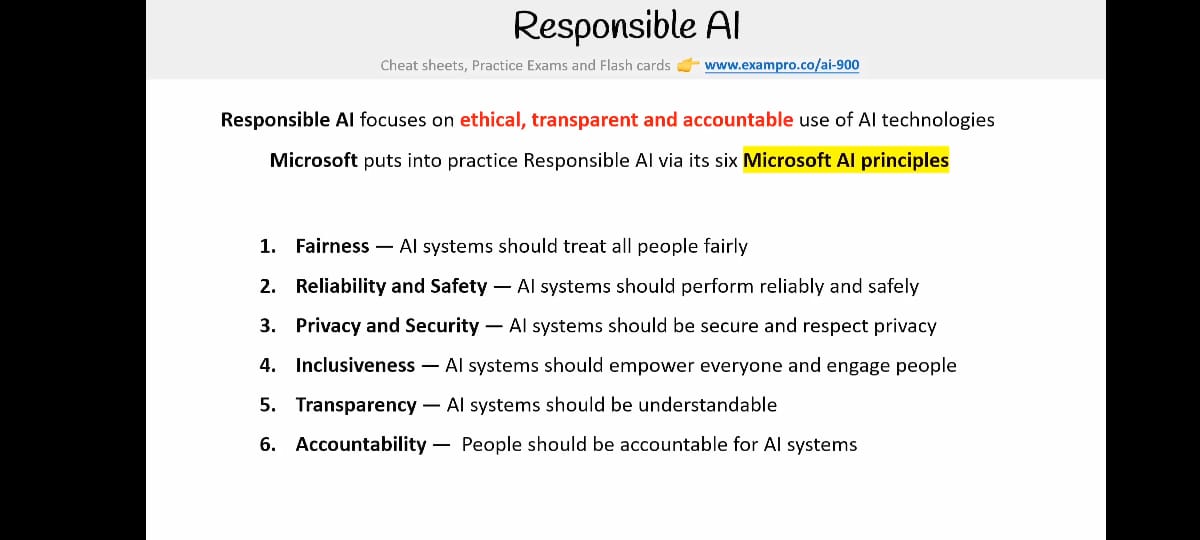 Responsible AI
Cheat sheets, Practice Exams and Flash cards 👉 www.exampro.co/ai-900
Responsible AI focuses on ethical, transparent and accountable use of AI technologies
Microsoft puts into practice Responsible AI via its six Microsoft AI principles
1. Fairness — AI systems should treat all people fairly
2. Reliability and Safety — AI systems should perform reliably and safely
3. Privacy and Security — AI systems should be secure and respect privacy
4. Inclusiveness — AI systems should empower everyone and engage people
5. Transparency — AI systems should be understandable
6. Accountability — People should be accountable for AI systems